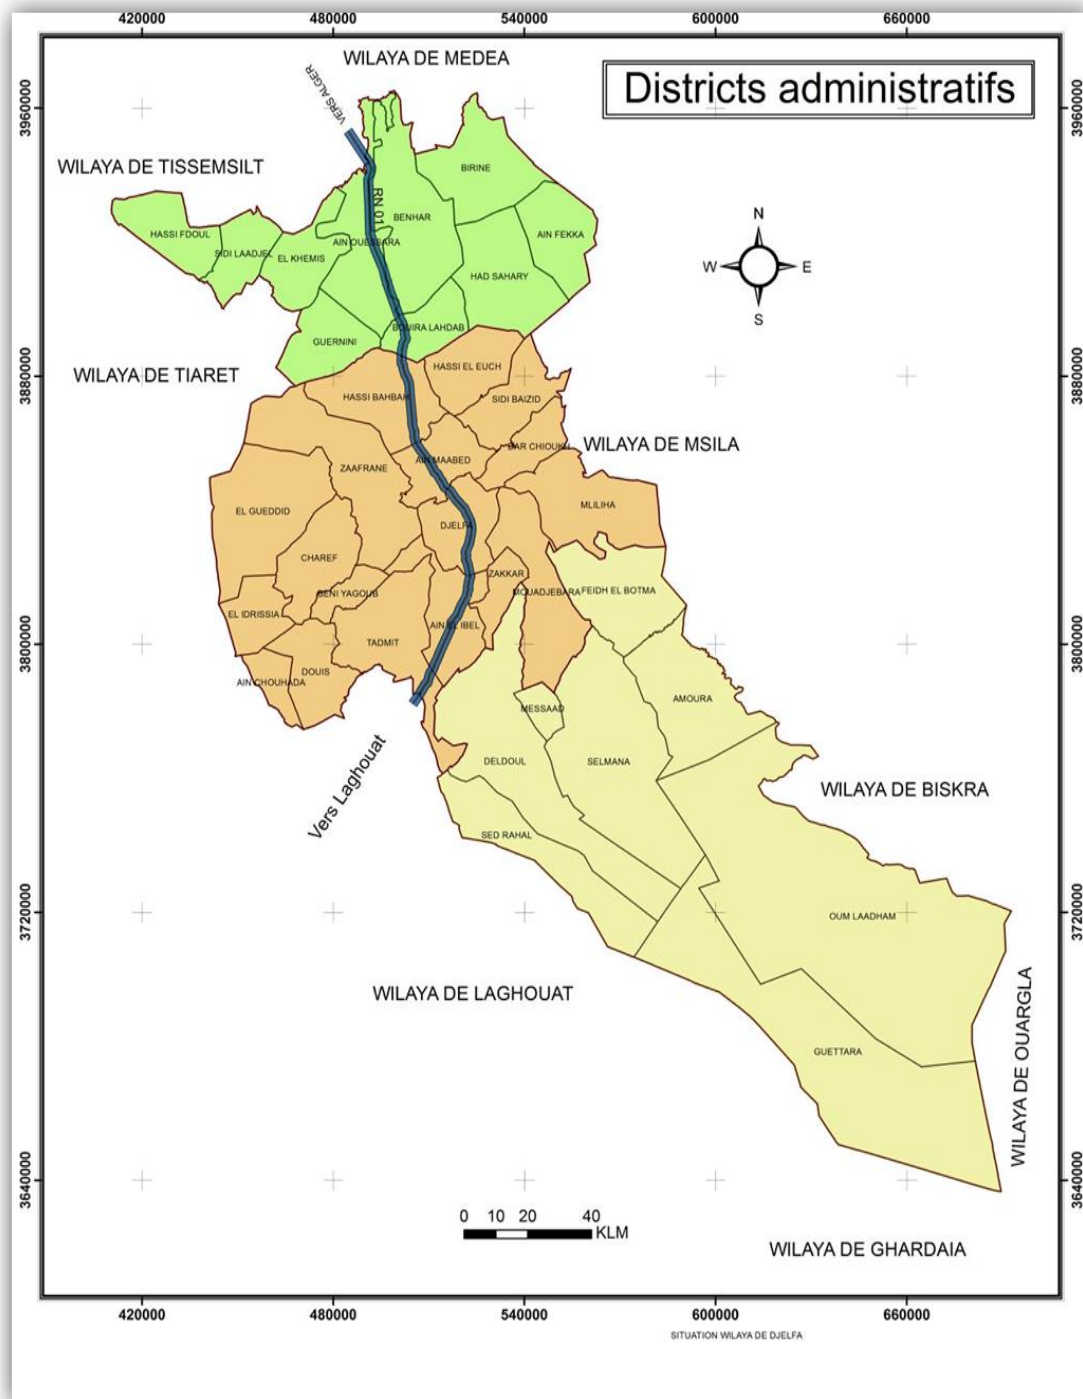 420000 480000 540000 600000 660000
WILAYA DE MEDEA
Districts administratifs
3960000
3960000
VERS ALGER
WILAYA DE TISSEMSILT
BIRINE
RN 01
BENHAR
HASSI FDOUL
AIN OUESSARA
AIN FEKKA
SIDI LAADJEL
EL KHEMIS
HAD SAHARY
N
W E
S
BOUIRA LAHDAB
GUERNINI
WILAYA DE TIARET
3880000
3880000
HASSI EL EUCH
HASSI BAHBAH
SIDI BAIZID
DAR CHIOUKH
WILAYA DE MSILA
AIN MAABED
ZAAFRANE
MLILIHA
EL GUEDDID
DJELFA
CHAREF
ZAKKAR
BENI YAGOUB
MOUADJEBARA
FEIDH EL BOTMA
EL IDRISSIA
AIN EL IBEL
TADMIT
3800000
3800000
DOUIS
AIN CHOUHADA
AMOURA
MESSAAD
DELDOUL
SELMANA
Vers Laghouat
WILAYA DE BISKRA
SED RAHAL
3720000
3720000
OUM LAADHAM
WILAYA DE LAGHOUAT
GUETTARA
WILAYA DE OUARGLA
3640000
3640000
0 10 20 40
KLM
WILAYA DE GHARDAIA
420000 480000 540000 600000 660000
SITUATION WILAYA DE DJELFA